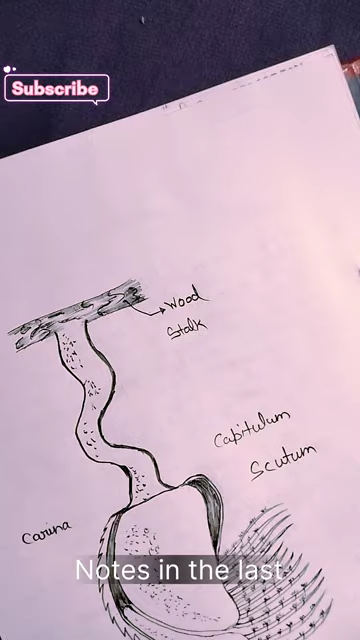 Subscribe
Wood
Stalk
Capitulum
Scutum
Carina
Notes in the last